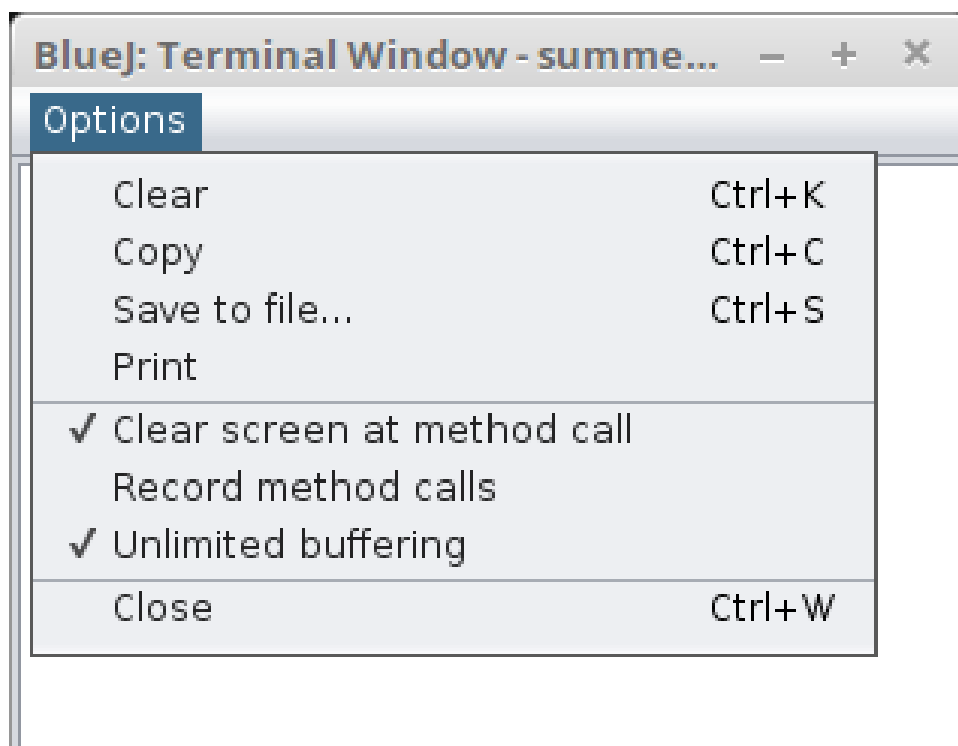 BlueJ: Terminal Window - summe...
Options
Clear Ctrl+K
Copy Ctrl+C
Save to file... Ctrl+S
Print
Clear screen at method call
Record method calls
Unlimited buffering
Close Ctrl+W